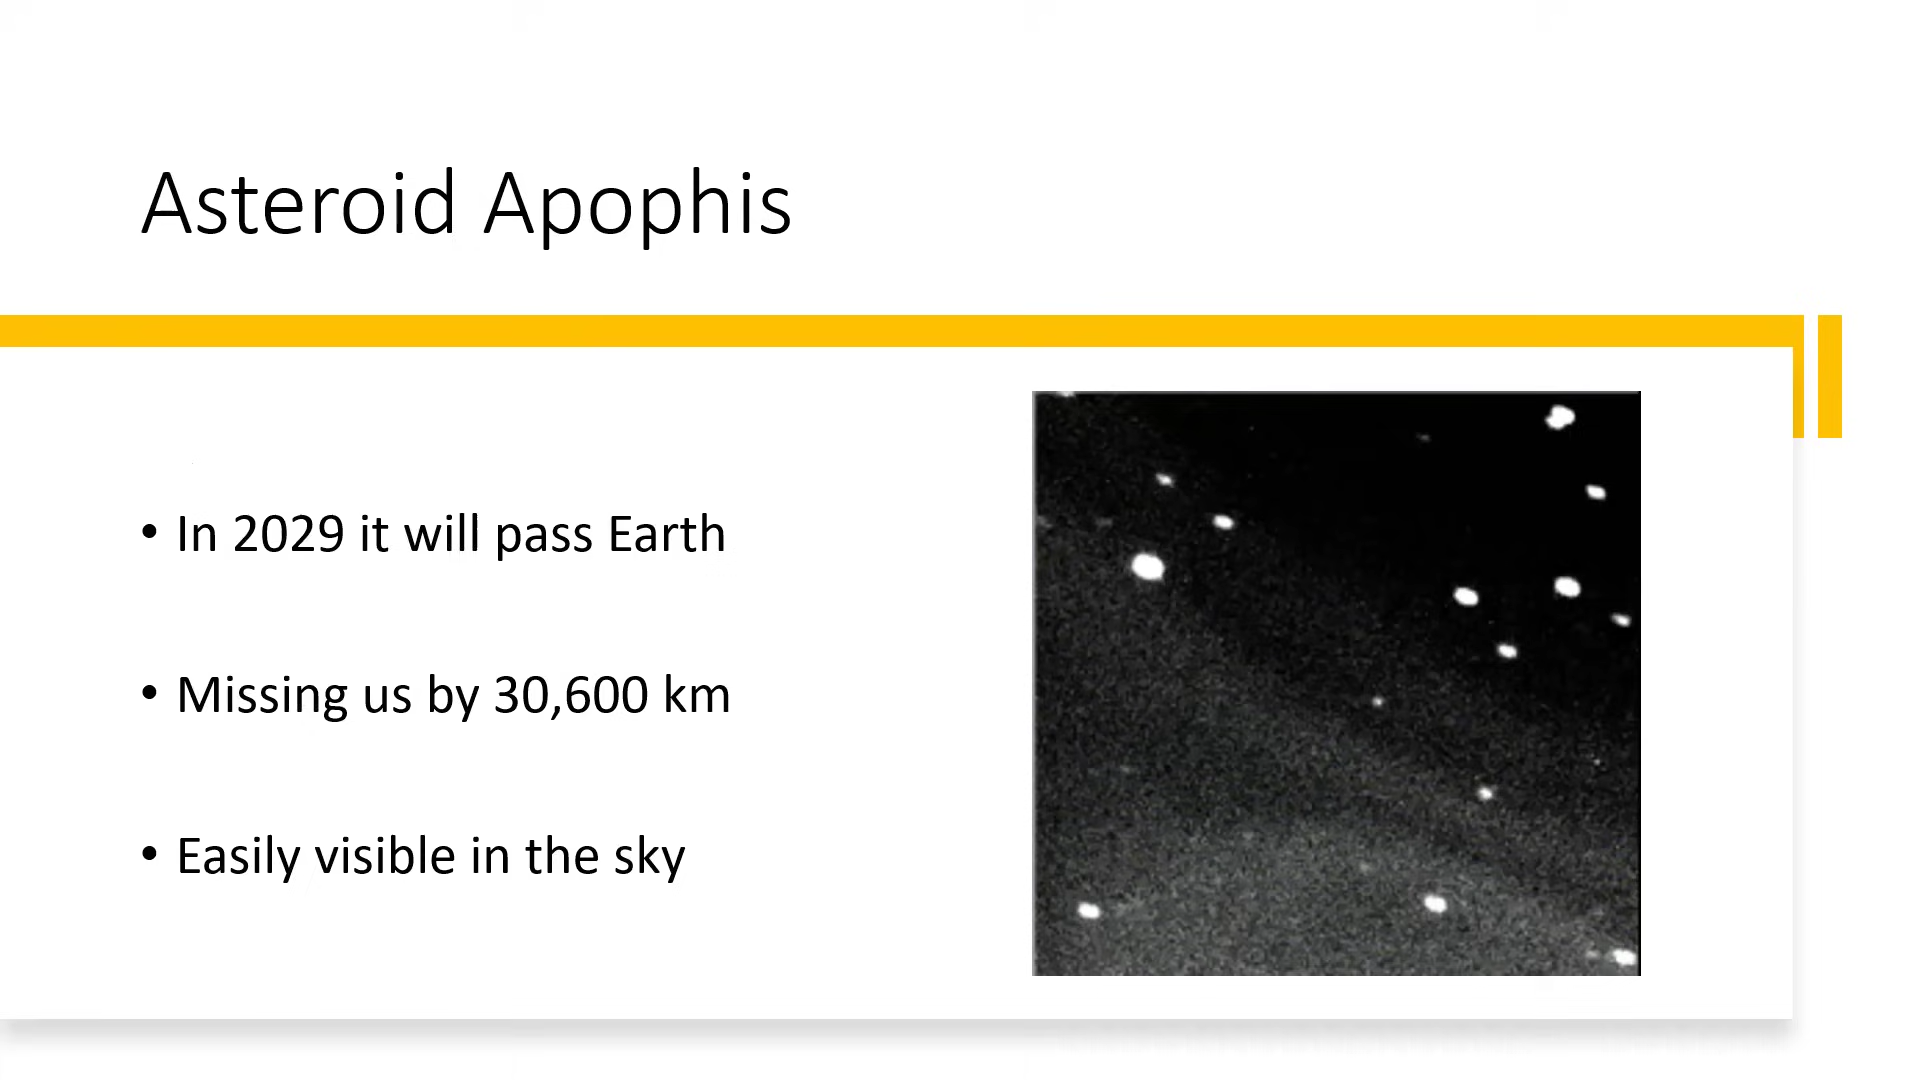 Asteroid Apophis
• In 2029 it will pass Earth
• Missing us by 30,600 km
• Easily visible in the sky